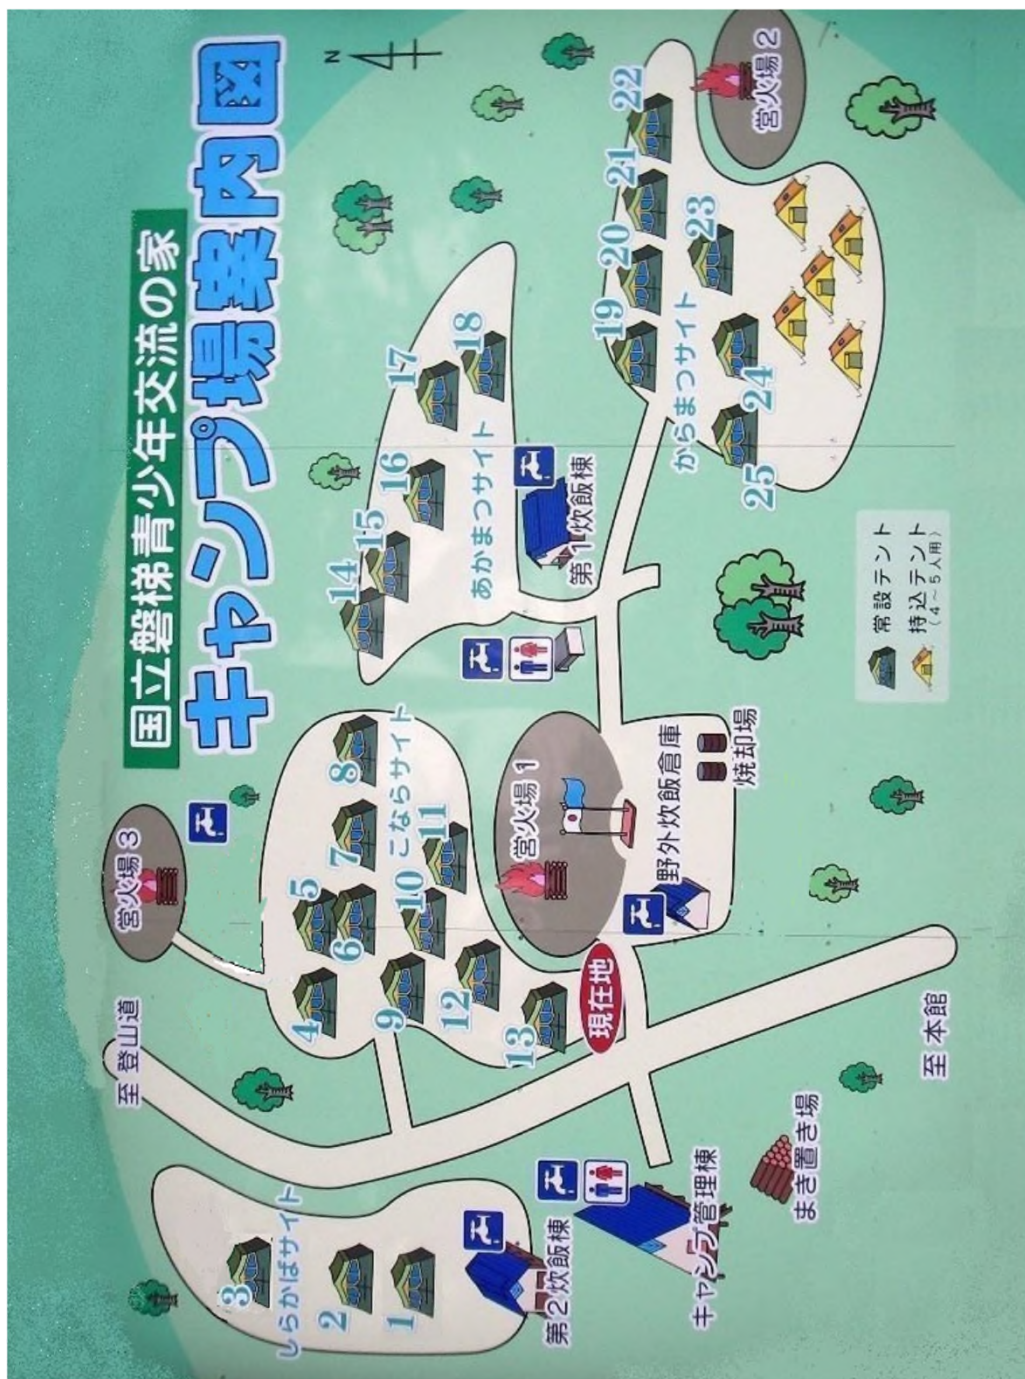 国立磐梯青少年交流の家
キャンプ場案内図
N
至 登山道
営火場3
しらかばサイト
3
2
1
第2炊飯棟
キャンプ管理棟
まき置き場
至 本館
現在地
こならサイト
4
5
6
7
8
9
10
11
12
13
営火場1
野外炊飯倉庫
焼却場
あかまつサイト
14
15
16
17
18
第1炊飯棟
からまつサイト
19
20
21
22
23
24
25
営火場2
常設テント
持込テント
(4〜5人用)